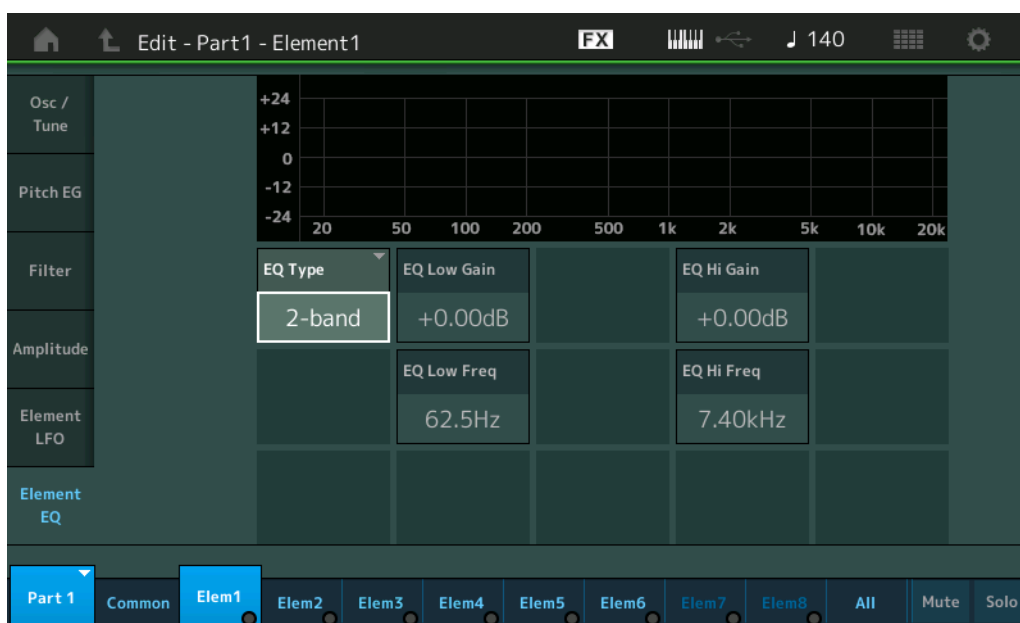 Edit - Part1 - Element1 FX 140
Osc /
Tune
Pitch EG
Filter
Amplitude
Element
LFO
Element
EQ
+24
+12
0
-12
-24
20 50 100 200 500 1k 2k 5k 10k 20k
EQ Type EQ Low Gain EQ Hi Gain
2-band +0.00dB +0.00dB
EQ Low Freq EQ Hi Freq
62.5Hz 7.40kHz
Part 1 Common Elem1 Elem2 Elem3 Elem4 Elem5 Elem6 Elem7 Elem8 All Mute Solo